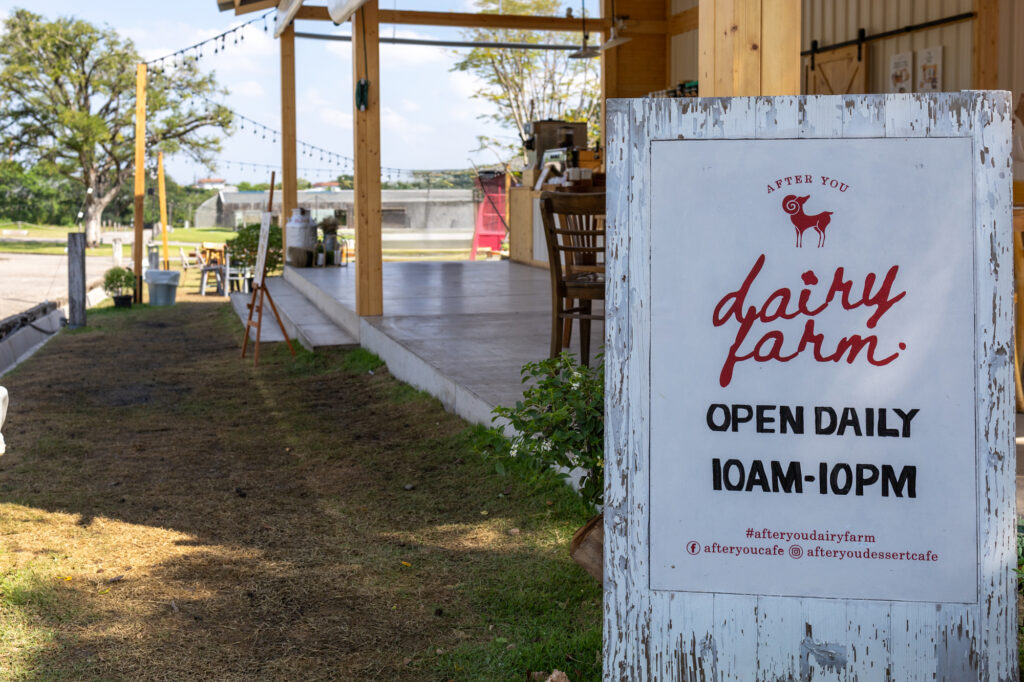 AFTER YOU
dairy
farm.
OPEN DAILY
10AM-10PM
#afteryoudairyfarm
afteryoucafe afteryoudessertcafe